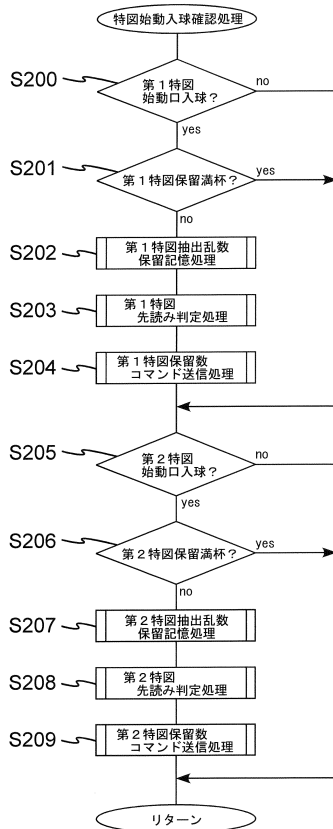 特図始動入球確認処理
S200
第1特図
始動口入球?
no
yes
S201
第1特図保留満杯?
yes
no
S202
第1特図抽出乱数
保留記憶処理
S203
第1特図
先読み判定処理
S204
第1特図保留数
コマンド送信処理
S205
第2特図
始動口入球?
no
yes
S206
第2特図保留満杯?
yes
no
S207
第2特図抽出乱数
保留記憶処理
S208
第2特図
先読み判定処理
S209
第2特図保留数
コマンド送信処理
リターン